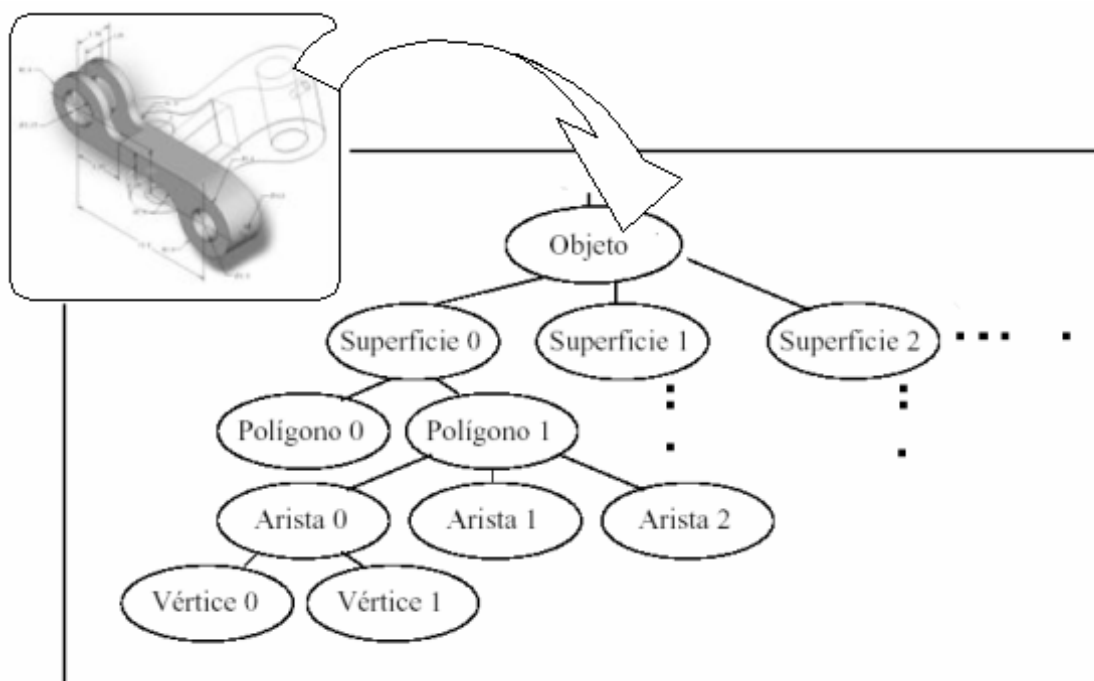 Objeto
Superficie 0 Superficie 1 Superficie 2
Polígono 0 Polígono 1
Arista 0 Arista 1 Arista 2
Vértice 0 Vértice 1